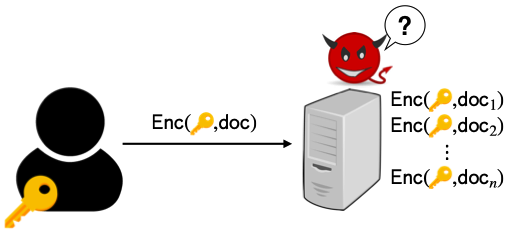 ?
Enc(🔑,doc)
Enc(🔑,doc₁)
Enc(🔑,doc₂)
⋮
Enc(🔑,docₙ)